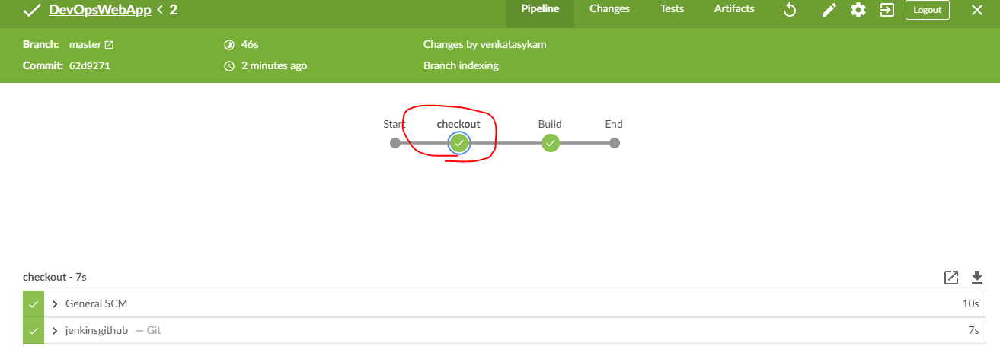 DevOpsWebApp < 2 Pipeline Changes Tests Artifacts Logout
Branch: master 46s Changes by venkatasykam
Commit: 62d9271 2 minutes ago Branch indexing
Start checkout Build End
checkout - 7s
General SCM 10s
jenkinsgithub — Git 7s